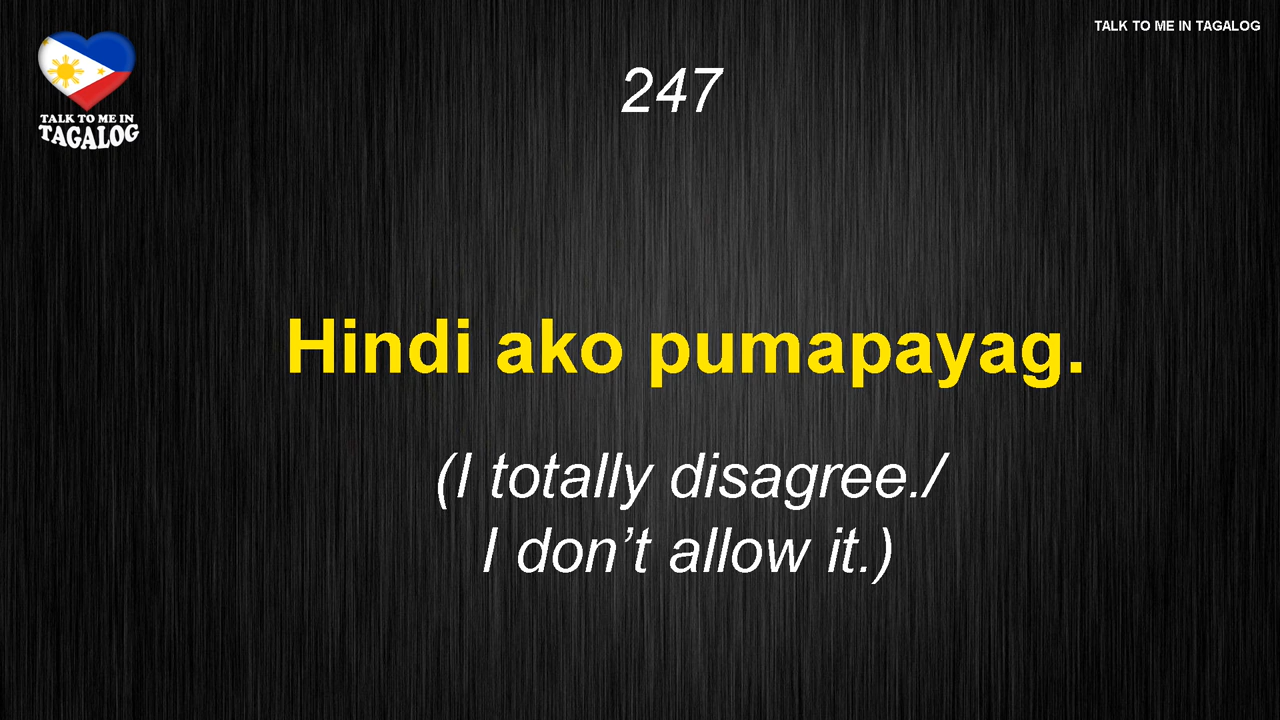 TALK TO ME IN TAGALOG
TALK TO ME IN
TAGALOG
247
Hindi ako pumapayag.
(I totally disagree./
I don’t allow it.)